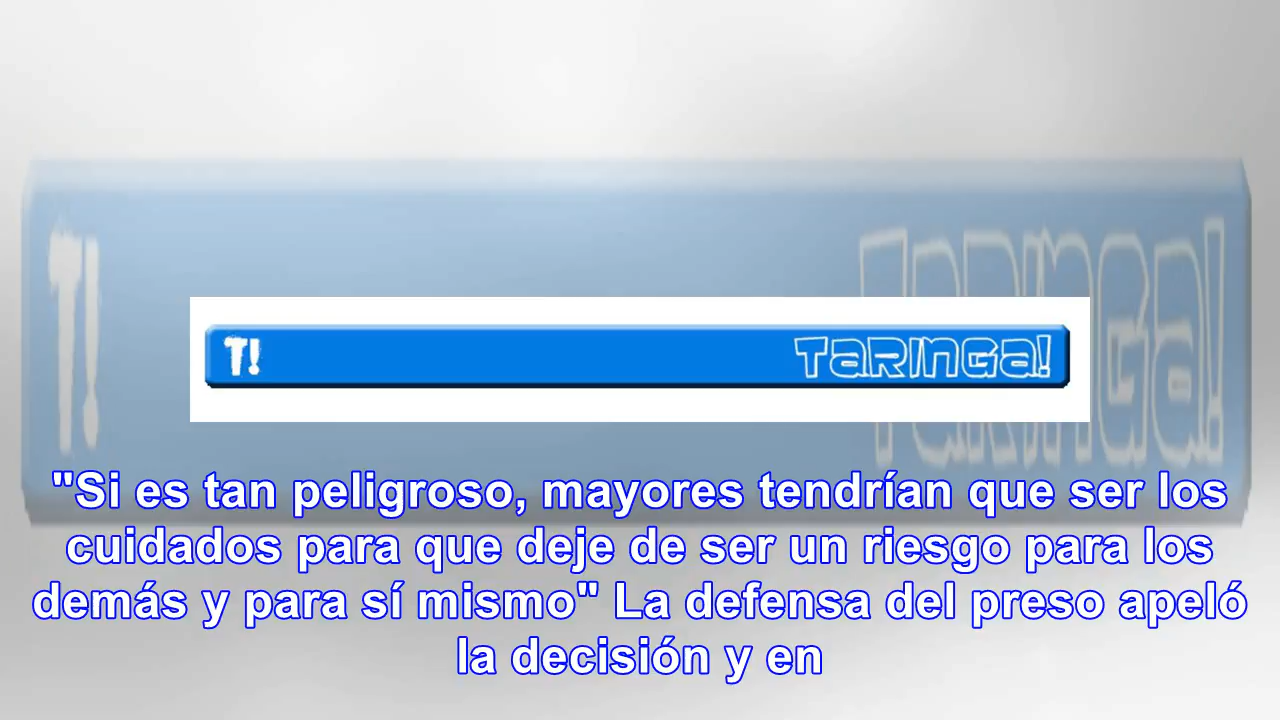 T! TaRINGa!
T! TaRINGa!
"Si es tan peligroso, mayores tendrían que ser los
cuidados para que deje de ser un riesgo para los
demás y para sí mismo" La defensa del preso apeló
la decisión y en